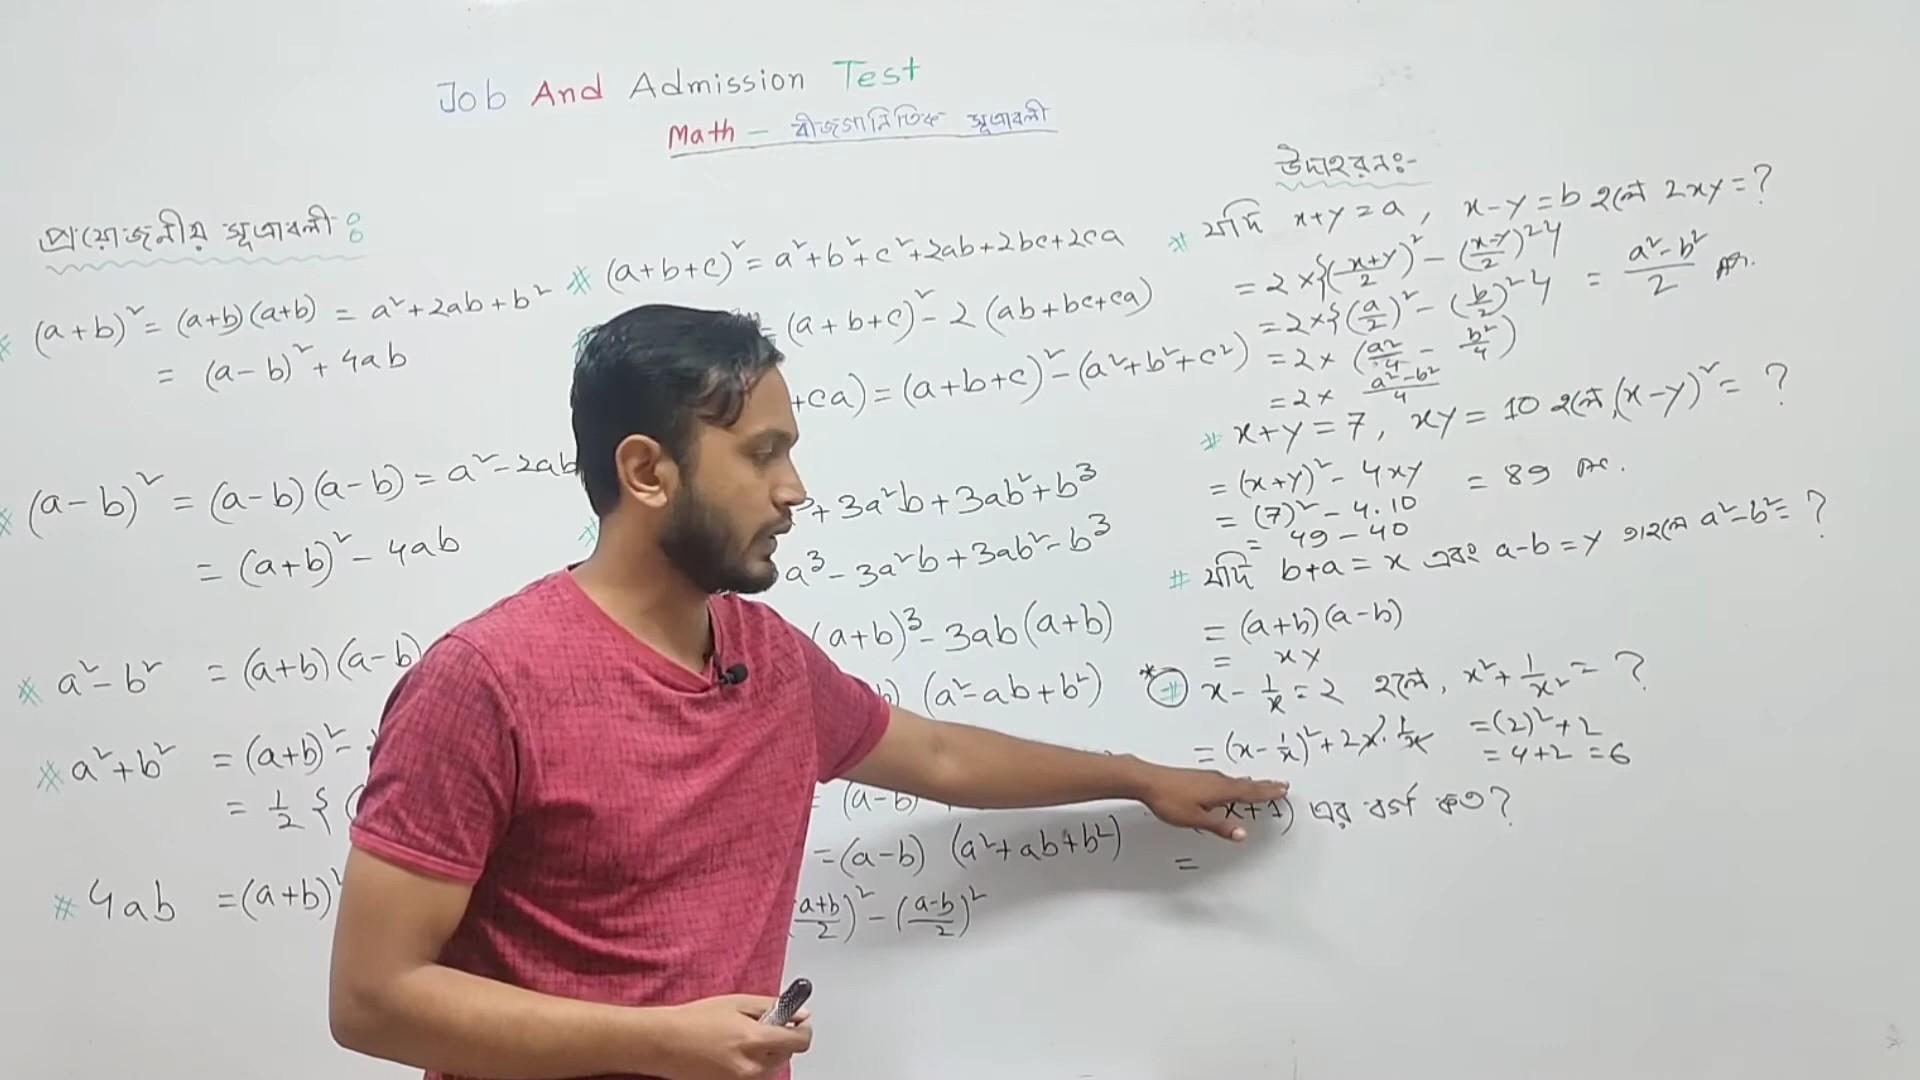 Job And Admission Test
Math – বীজগানিতিক সূত্রাবলী
প্রয়োজনীয় সূত্রাবলী :
* (a+b)² = (a+b)(a+b) = a²+2ab+b²
= (a-b)²+4ab
* (a-b)² = (a-b)(a-b) = a²-2ab
= (a+b)² - 4ab
* a²-b² = (a+b)(a-b)
* a²+b² = (a+b)² -
= 1/2 {(
# 4ab = (a+b)²
* (a+b+c)² = a²+b²+c²+2ab+2bc+2ca
= (a+b+c)² - 2(ab+bc+ca)
+ca) = (a+b+c)² - (a²+b²+c²)
³+3a²b+3ab²+b³
a³-3a²b+3ab²-b³
(a+b)³-3ab(a+b)
b) (a²-ab+b²)
= (a-b)
= (a-b) (a²+ab+b²)
(a+b/2)² - (a-b/2)²
উদাহরনঃ-
* যদি x+y=a, x-y=b হলে 2xy=?
= 2×{(x+y/2)² - (x-y/2)²}
= 2×{(a/2)² - (b/2)²} = a²-b²/2 Ans.
= 2× (a²/4 - b²/4)
= 2× a²-b²/4
* x+y=7, xy=10 হলে, (x-y)² = ?
= (x+y)² - 4xy = 89
= (7)² - 4.10
= 49-40
# যদি b+a=x এবং a-b=y তাহলে a²-b²=?
= (a+b)(a-b)
= xy
* # x - 1/x = 2 হলে, x² + 1/x² = ?
= (x - 1/x)² + 2x.1/x = (2)²+2
= 4+2 = 6
x+1) এর বর্গ কত?
=